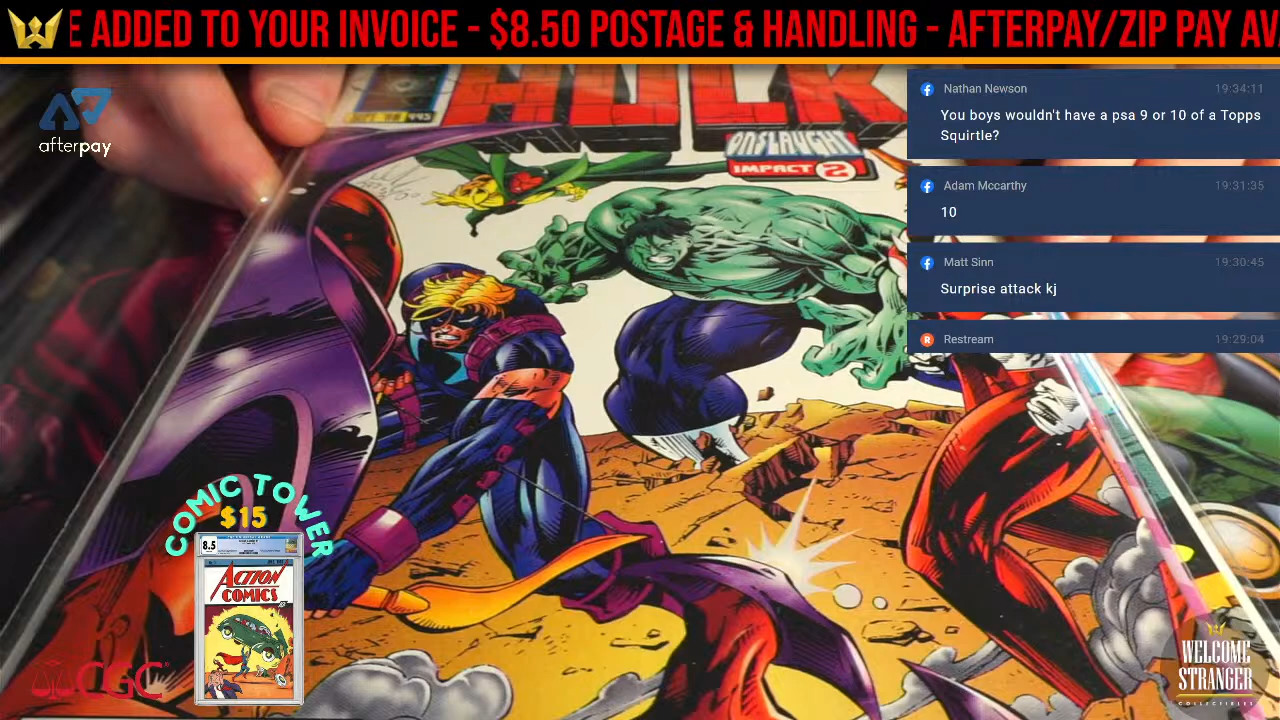 E ADDED TO YOUR INVOICE - $8.50 POSTAGE & HANDLING - AFTERPAY/ZIP PAY AV
afterpay
HULK
ONSLAUGHT
IMPACT 2
Nathan Newson 19:34:11
You boys wouldn't have a psa 9 or 10 of a Topps
Squirtle?
Adam Mccarthy 19:31:35
10
Matt Sinn 19:30:45
Surprise attack kj
Restream 19:29:04
COMIC TOWER
$15
8.5
ACTION
COMICS
CGC
WELCOME
STRANGER
COLLECTIBLES